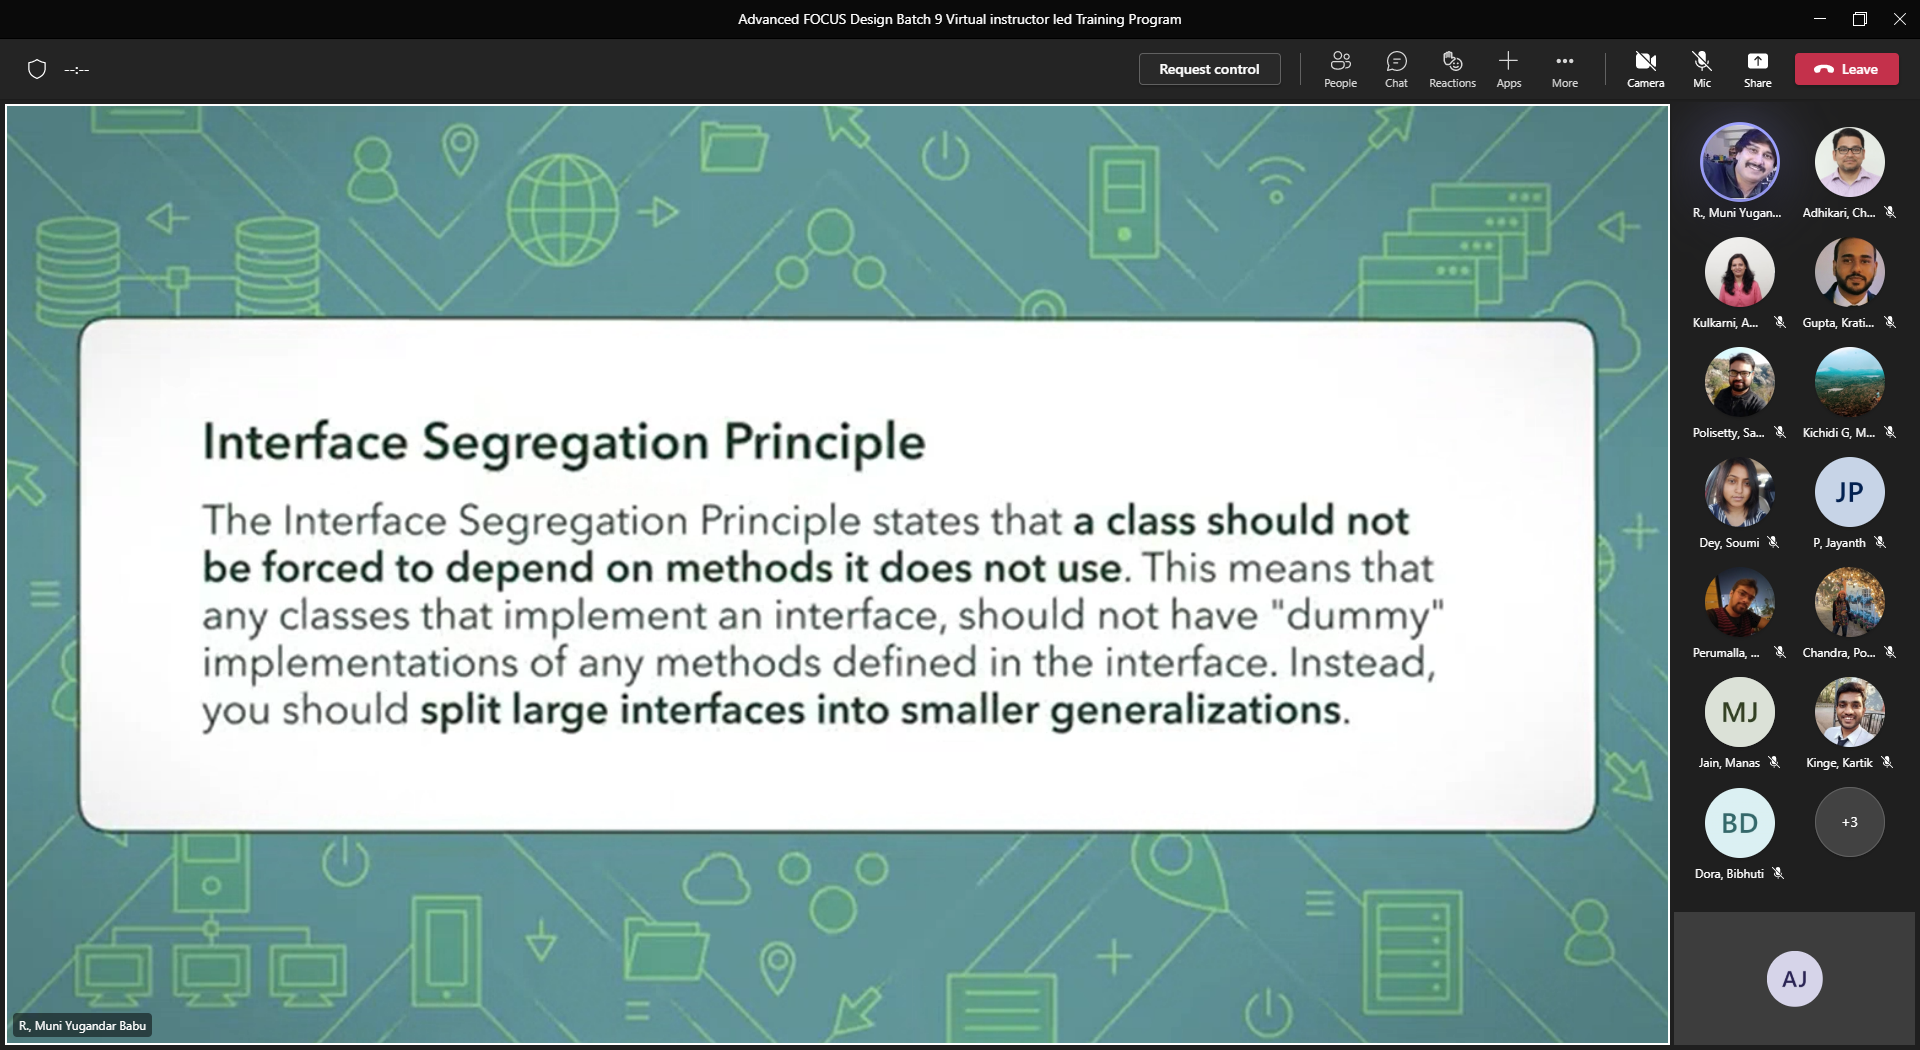 Advanced FOCUS Design Batch 9 Virtual instructor led Training Program
--:--
Request control
People
Chat
Reactions
Apps
More
Camera
Mic
Share
Leave
Interface Segregation Principle
The Interface Segregation Principle states that a class should not
be forced to depend on methods it does not use. This means that
any classes that implement an interface, should not have "dummy"
implementations of any methods defined in the interface. Instead,
you should split large interfaces into smaller generalizations.
R., Muni Yugandar Babu
R., Muni Yugan...
Adhikari, Ch...
Kulkarni, A...
Gupta, Krati...
Polisetty, Sa...
Kichidi G, M...
Dey, Soumi
JP
P, Jayanth
Perumalla, ...
Chandra, Po...
MJ
Jain, Manas
Kinge, Kartik
BD
Dora, Bibhuti
+3
AJ